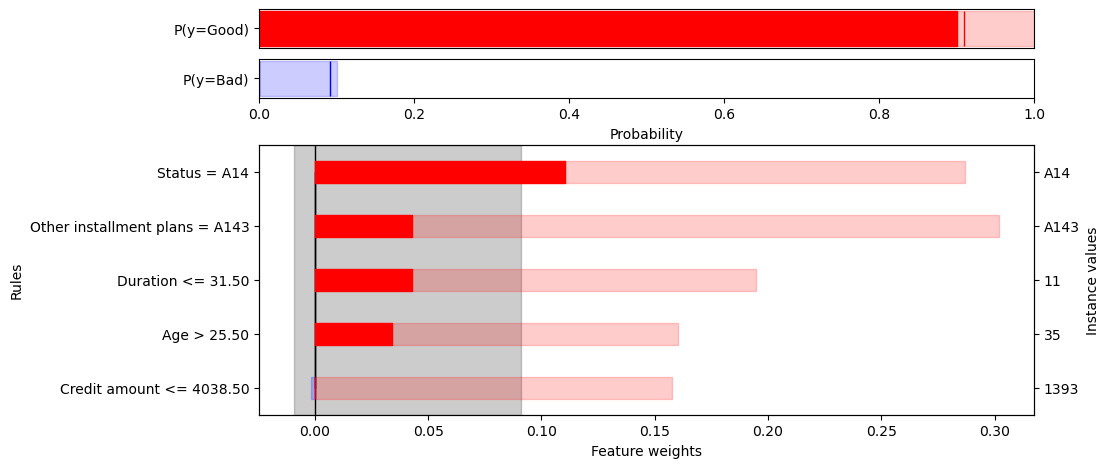 P(y=Good)
P(y=Bad)
0.0 0.2 0.4 0.6 0.8 1.0
Probability
Status = A14 A14
Other installment plans = A143 A143
Duration <= 31.50 11
Age > 25.50 35
Credit amount <= 4038.50 1393
Rules
Instance values
0.00 0.05 0.10 0.15 0.20 0.25 0.30
Feature weights